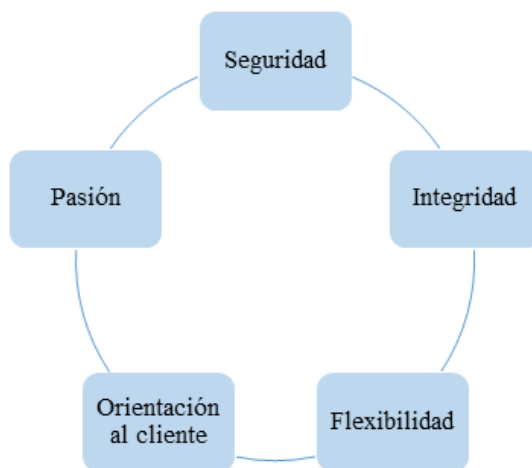 Seguridad
Integridad
Flexibilidad
Orientación
al cliente
Pasión